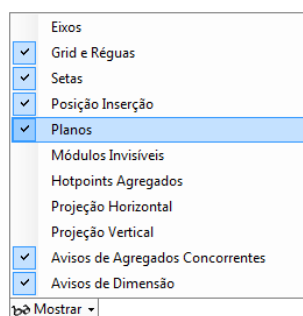 Eixos
Grid e Réguas
Setas
Posição Inserção
Planos
Módulos Invisíveis
Hotpoints Agregados
Projeção Horizontal
Projeção Vertical
Avisos de Agregados Concorrentes
Avisos de Dimensão
Mostrar